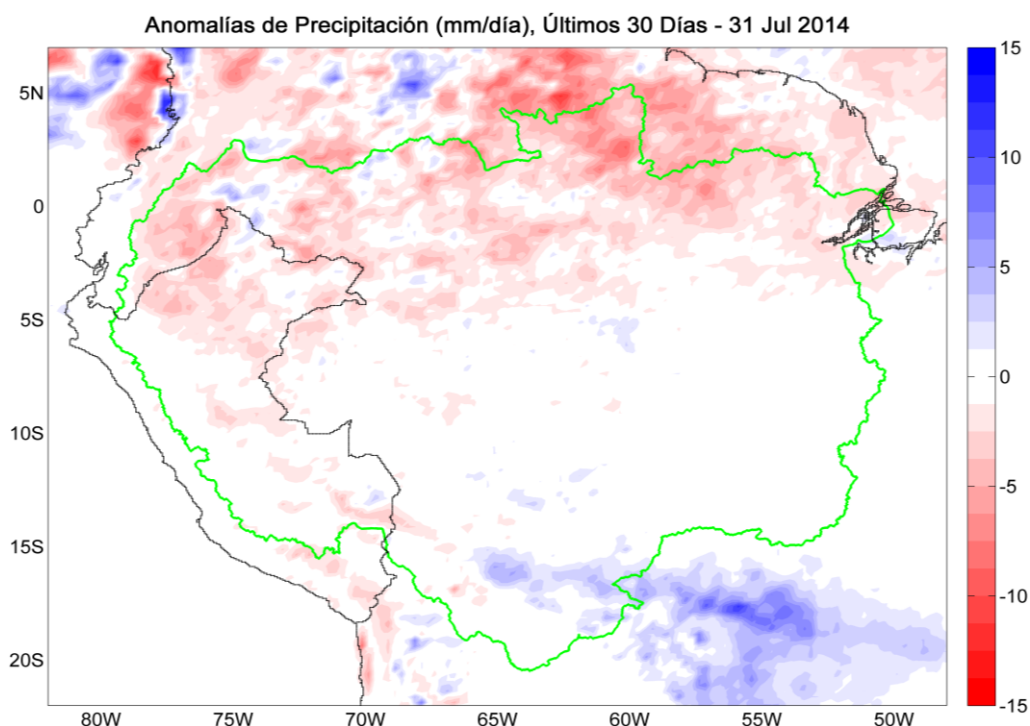 Anomalías de Precipitación (mm/día), Últimos 30 Días - 31 Jul 2014
5N
0
5S
10S
15S
20S
80W
75W
70W
65W
60W
55W
50W
15
10
5
0
-5
-10
-15